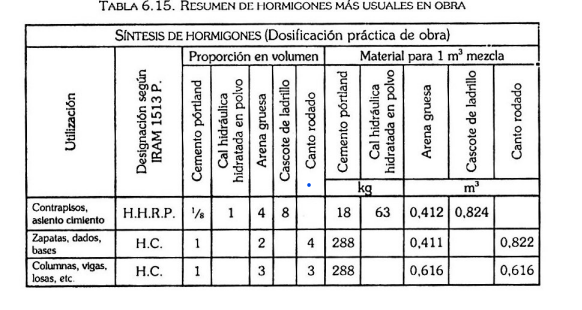 TABLA 6.15. RESUMEN DE HORMIGONES MÁS USUALES EN OBRA
SÍNTESIS DE HORMIGONES (Dosificación práctica de obra)
Utilización
Designación según
IRAM 1513 P.
Proporción en volumen
Material para 1 m³ mezcla
Cemento pórtland
Cal hidráulica
hidratada en polvo
Arena gruesa
Cascote de ladrillo
Canto rodado
Cemento pórtland
Cal hidráulica
hidratada en polvo
Arena gruesa
Cascote de ladrillo
Canto rodado
kg
m³
Contrapisos,
asiento cimiento
H.H.R.P. 1/8 1 4 8 18 63 0,412 0,824
Zapatas, dados,
bases
H.C. 1 2 4 288 0,411 0,822
Columnas, vigas,
losas, etc.
H.C. 1 3 3 288 0,616 0,616